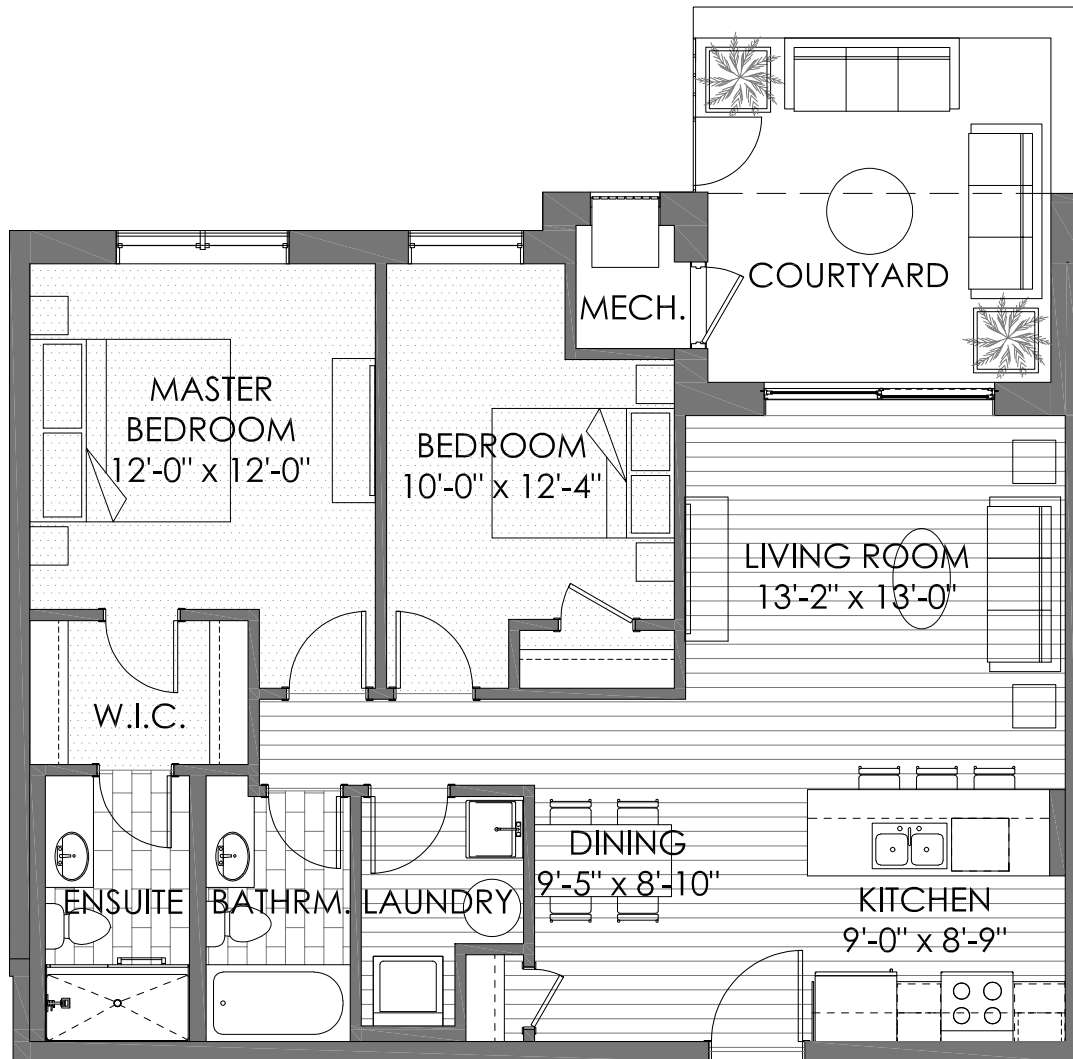 COURTYARD
MECH.
MASTER
BEDROOM
12'-0" x 12'-0"
BEDROOM
10'-0" x 12'-4"
LIVING ROOM
13'-2" x 13'-0"
W.I.C.
DINING
9'-5" x 8'-10"
ENSUITE
BATHRM.
LAUNDRY
KITCHEN
9'-0" x 8'-9"